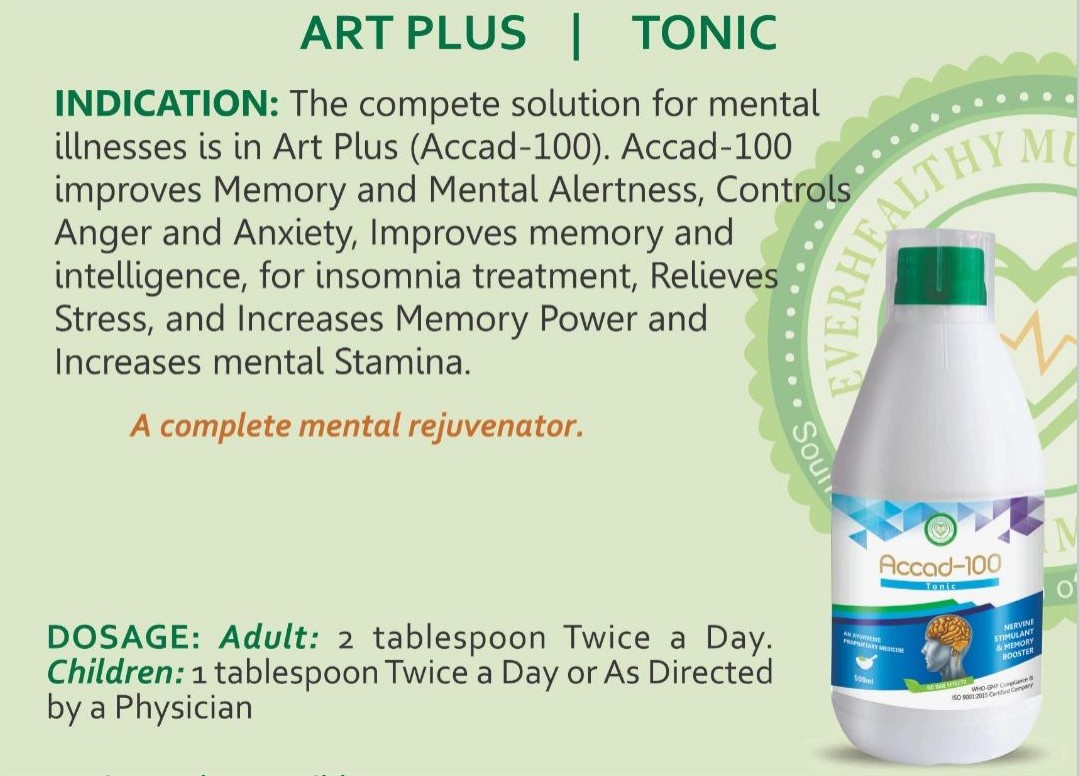 ART PLUS | TONIC
INDICATION: The compete solution for mental
illnesses is in Art Plus (Accad-100). Accad-100
improves Memory and Mental Alertness, Controls
Anger and Anxiety, Improves memory and
intelligence, for insomnia treatment, Relieves
Stress, and Increases Memory Power and
Increases mental Stamina.
A complete mental rejuvenator.
DOSAGE: Adult: 2 tablespoon Twice a Day.
Children: 1 tablespoon Twice a Day or As Directed
by a Physician
EVERHEALTHY
Accad-100
Tonic
AN AYURVEDIC
PROPRIETARY MEDICINE
500ml
NERVINE
STIMULANT
& MEMORY
BOOSTER
NO SIDE EFFECTS
WHO-GMP Compliance &
ISO 9001:2015 Certified Company